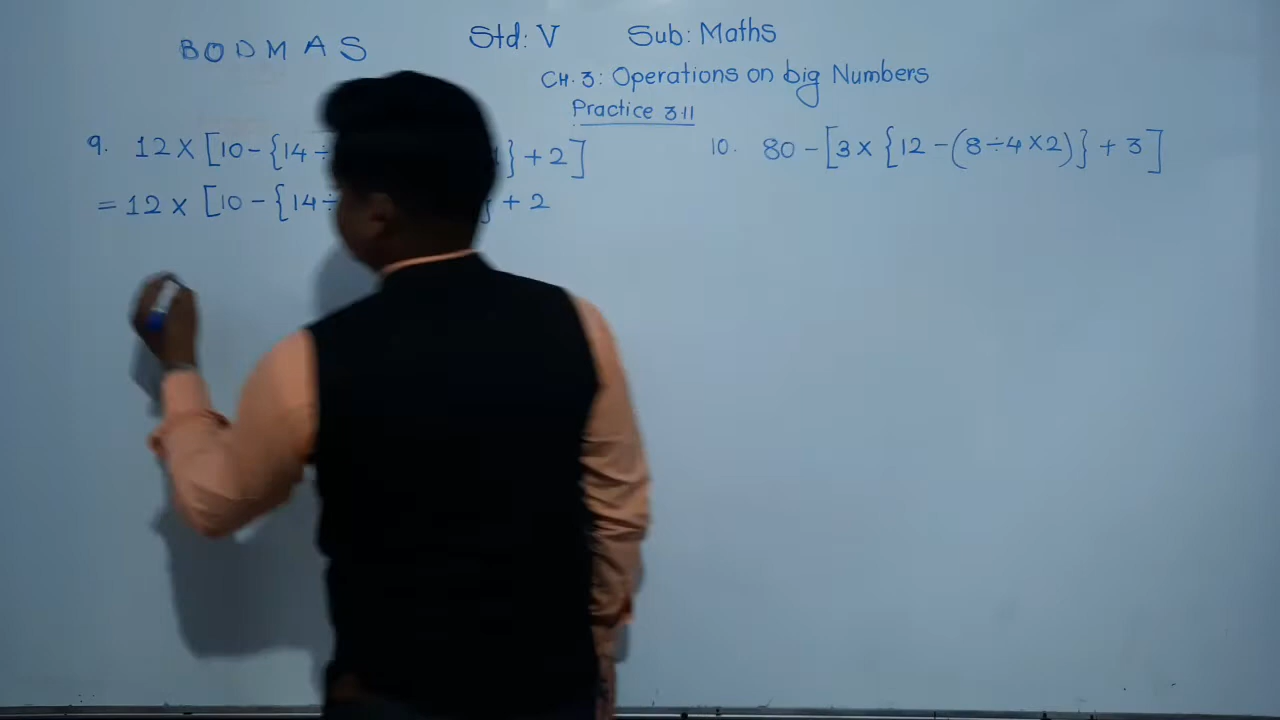 BODMAS Std: V Sub: Maths
CH. 3: Operations on big Numbers
Practice 3.11
9. 12 × [10 - {14 ÷ } + 2]
= 12 × [10 - {14 ÷ } + 2
10. 80 - [3 × {12 - (8 ÷ 4 × 2)} + 3]